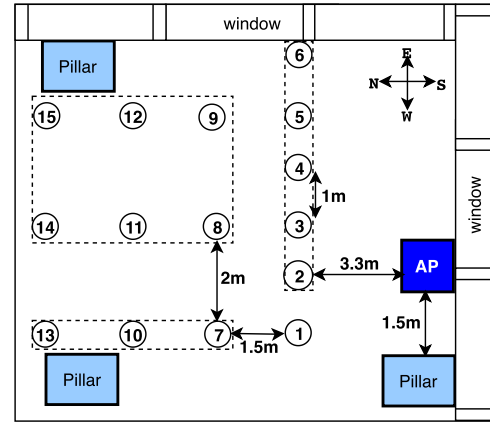 window
E
N S
W
Pillar
6
15 12 9 5
4
1m
14 11 8 3
window
AP
3.3m
2
2m
1.5m
13 10 7 1
1.5m
Pillar Pillar